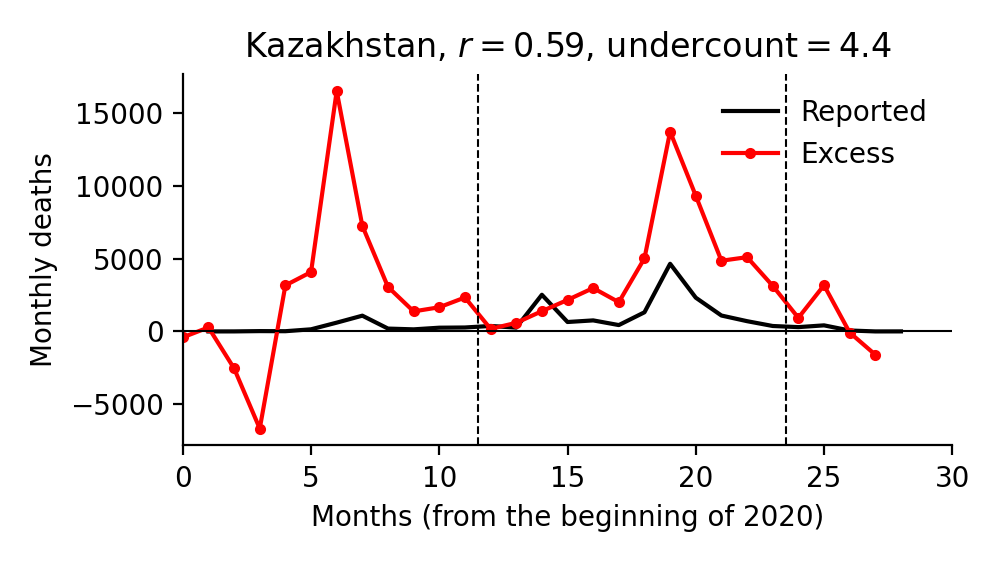 Kazakhstan, r = 0.59, undercount = 4.4
Monthly deaths
15000
10000
5000
0
−5000
Reported
Excess
0 5 10 15 20 25 30
Months (from the beginning of 2020)